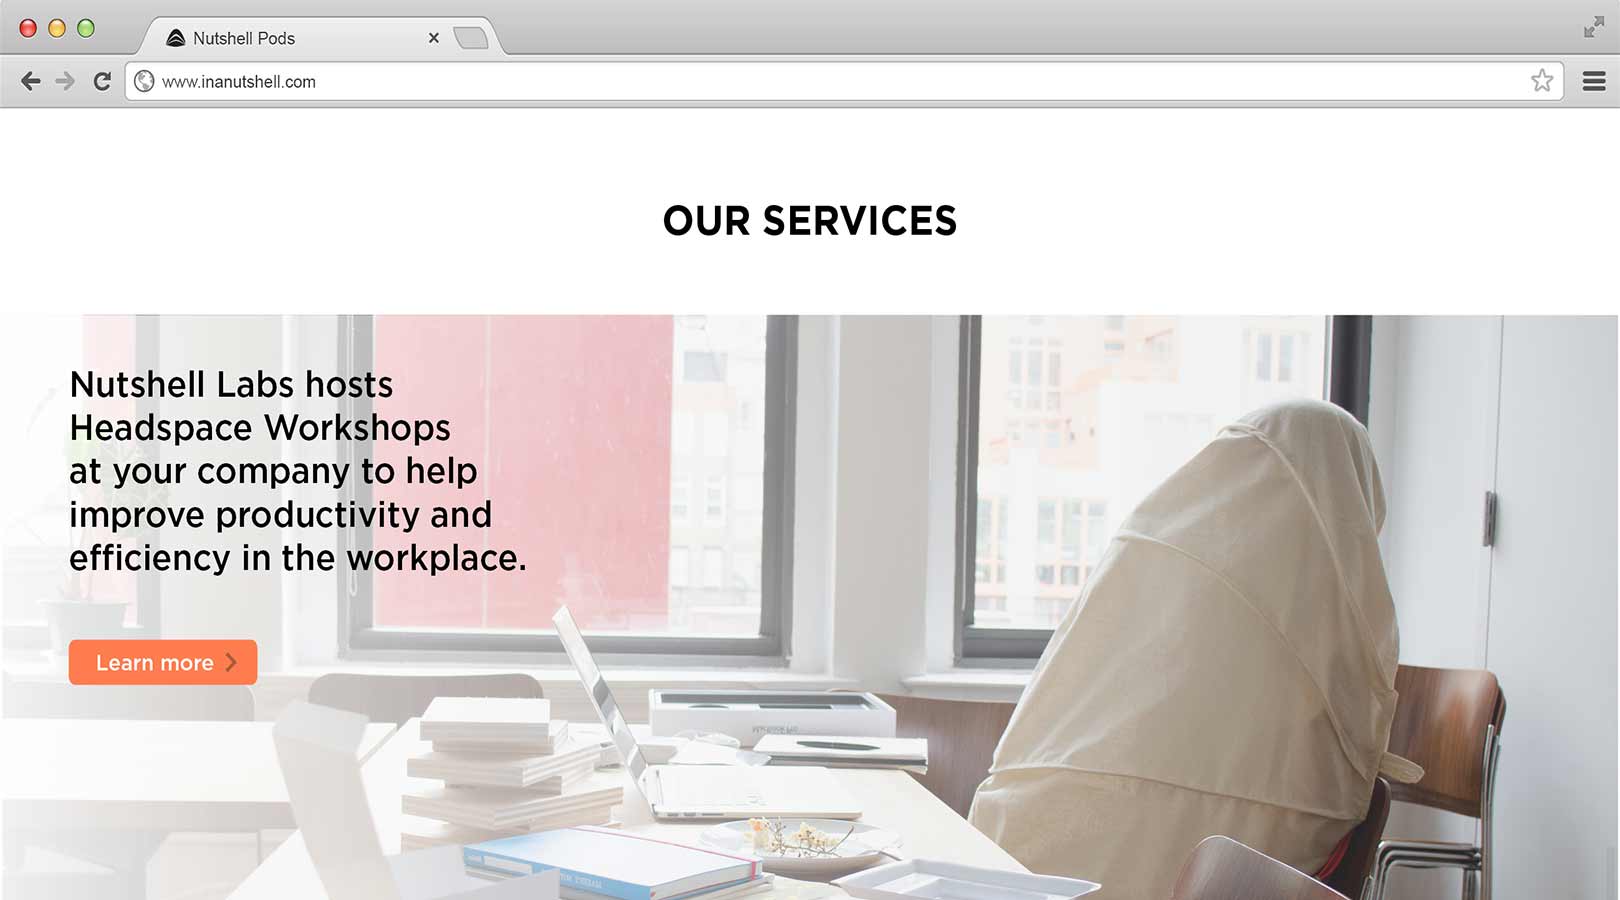 Nutshell Pods
www.inanutshell.com
OUR SERVICES
Nutshell Labs hosts
Headspace Workshops
at your company to help
improve productivity and
efficiency in the workplace.
Learn more